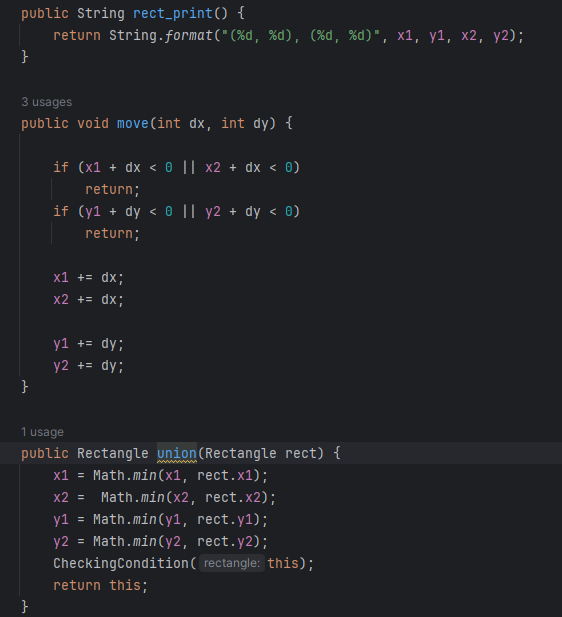 public String rect_print() {
    return String.format("(%d, %d), (%d, %d)", x1, y1, x2, y2);
}
3 usages
public void move(int dx, int dy) {
    if (x1 + dx < 0 || x2 + dx < 0)
        return;
    if (y1 + dy < 0 || y2 + dy < 0)
        return;
    x1 += dx;
    x2 += dx;
    y1 += dy;
    y2 += dy;
}
1 usage
public Rectangle union(Rectangle rect) {
    x1 = Math.min(x1, rect.x1);
    x2 =  Math.min(x2, rect.x2);
    y1 = Math.min(y1, rect.y1);
    y2 = Math.min(y2, rect.y2);
    CheckingCondition( rectangle: this);
    return this;
}